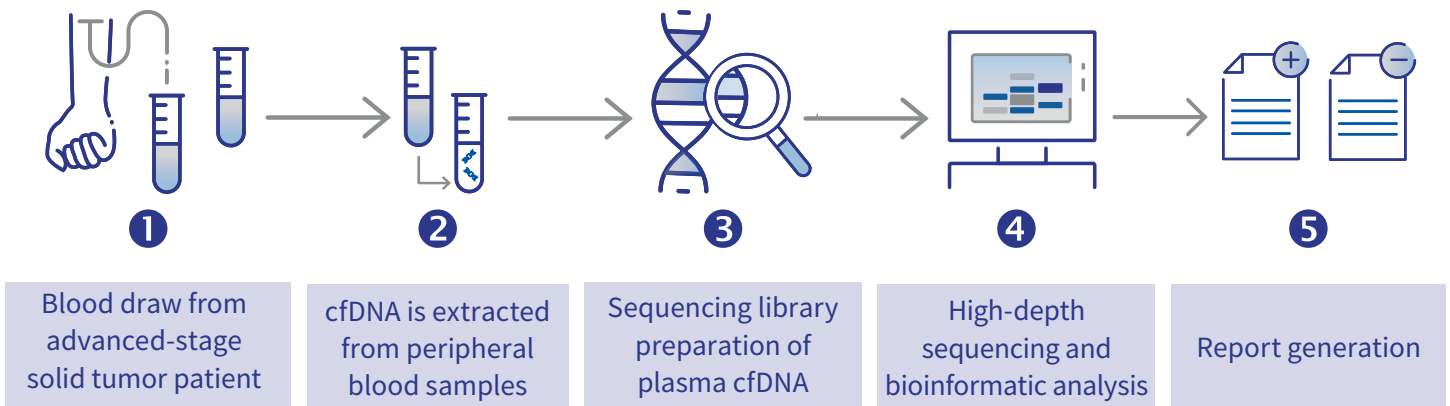 1
Blood draw from
advanced-stage
solid tumor patient
2
cfDNA is extracted
from peripheral
blood samples
3
Sequencing library
preparation of
plasma cfDNA
4
High-depth
sequencing and
bioinformatic analysis
+
−
5
Report generation